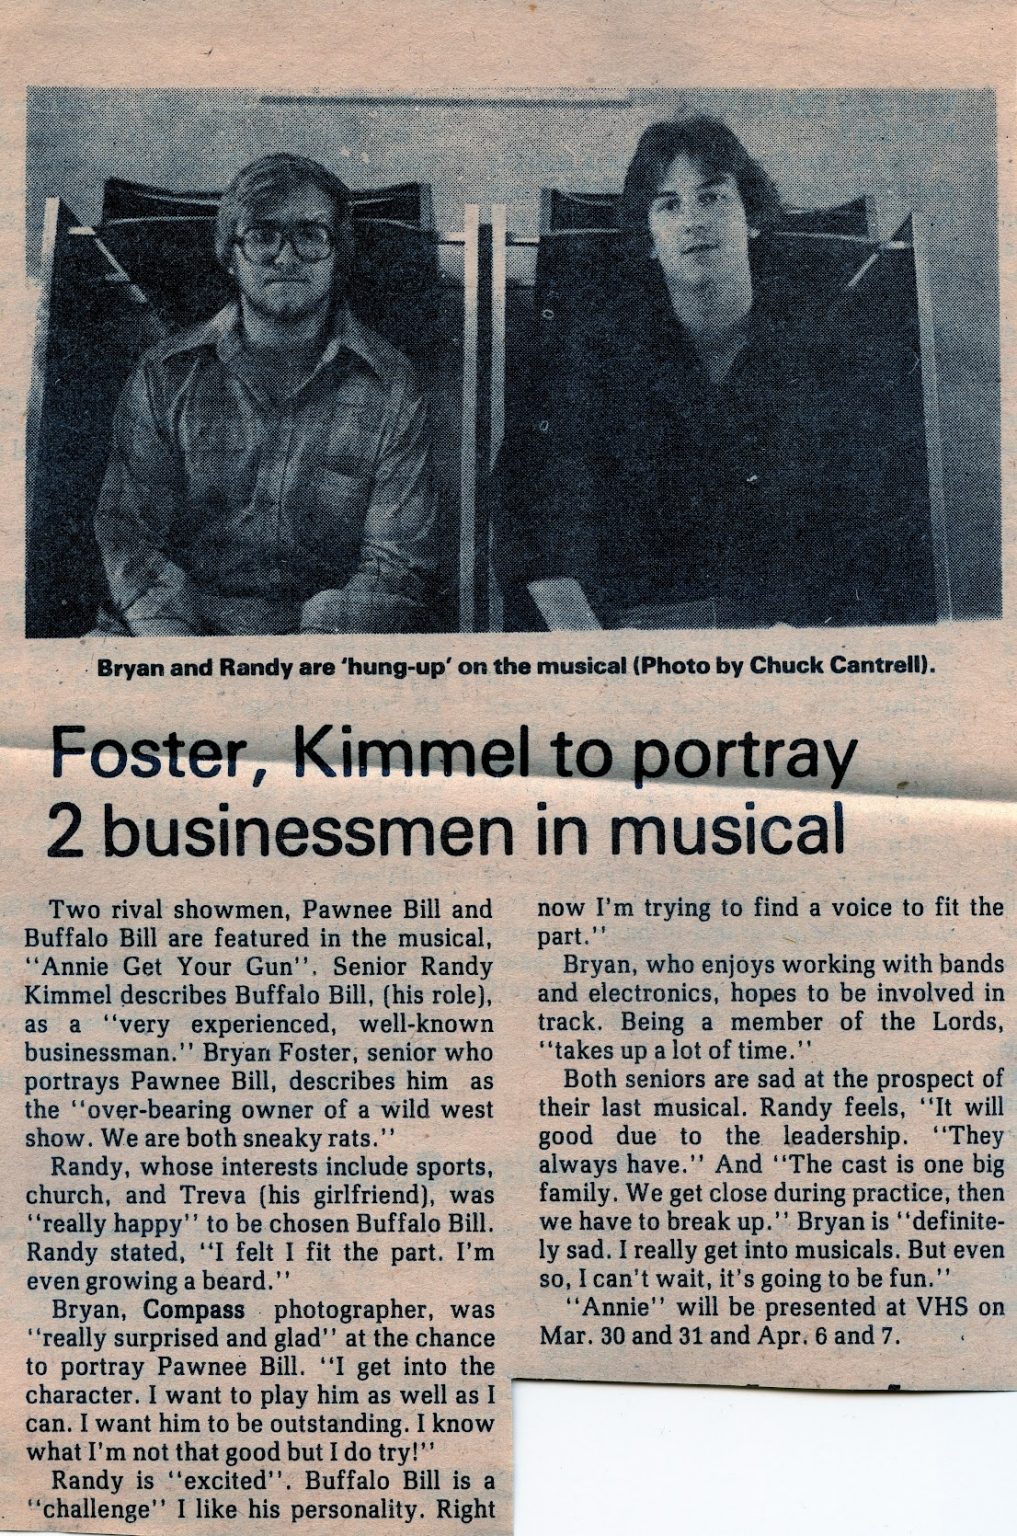 Bryan and Randy are 'hung-up' on the musical (Photo by Chuck Cantrell).
Foster, Kimmel to portray
2 businessmen in musical
Two rival showmen, Pawnee Bill and
Buffalo Bill are featured in the musical,
‘‘Annie Get Your Gun’’. Senior Randy
Kimmel describes Buffalo Bill, (his role),
as a ‘‘very experienced, well-known
businessman.’’ Bryan Foster, senior who
portrays Pawnee Bill, describes him as
the ‘‘over-bearing owner of a wild west
show. We are both sneaky rats.’’
Randy, whose interests include sports,
church, and Treva (his girlfriend), was
‘‘really happy’’ to be chosen Buffalo Bill.
Randy stated, ‘‘I felt I fit the part. I'm
even growing a beard.’’
Bryan, Compass photographer, was
‘‘really surprised and glad’’ at the chance
to portray Pawnee Bill. ‘‘I get into the
character. I want to play him as well as I
can. I want him to be outstanding. I know
what I'm not that good but I do try!’’
Randy is ‘‘excited’’. Buffalo Bill is a
‘‘challenge’’ I like his personality. Right
now I'm trying to find a voice to fit the
part.’’
Bryan, who enjoys working with bands
and electronics, hopes to be involved in
track. Being a member of the Lords,
‘‘takes up a lot of time.’’
Both seniors are sad at the prospect of
their last musical. Randy feels, ‘‘It will
good due to the leadership. ‘‘They
always have.’’ And ‘‘The cast is one big
family. We get close during practice, then
we have to break up.’’ Bryan is ‘‘definite-
ly sad. I really get into musicals. But even
so, I can't wait, it's going to be fun.’’
‘‘Annie’’ will be presented at VHS on
Mar. 30 and 31 and Apr. 6 and 7.